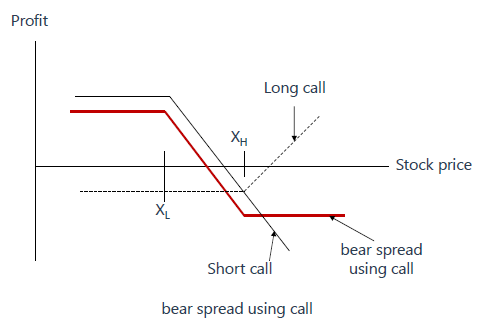 Profit
Long call
X_H
Stock price
X_L
bear spread
using call
Short call
bear spread using call